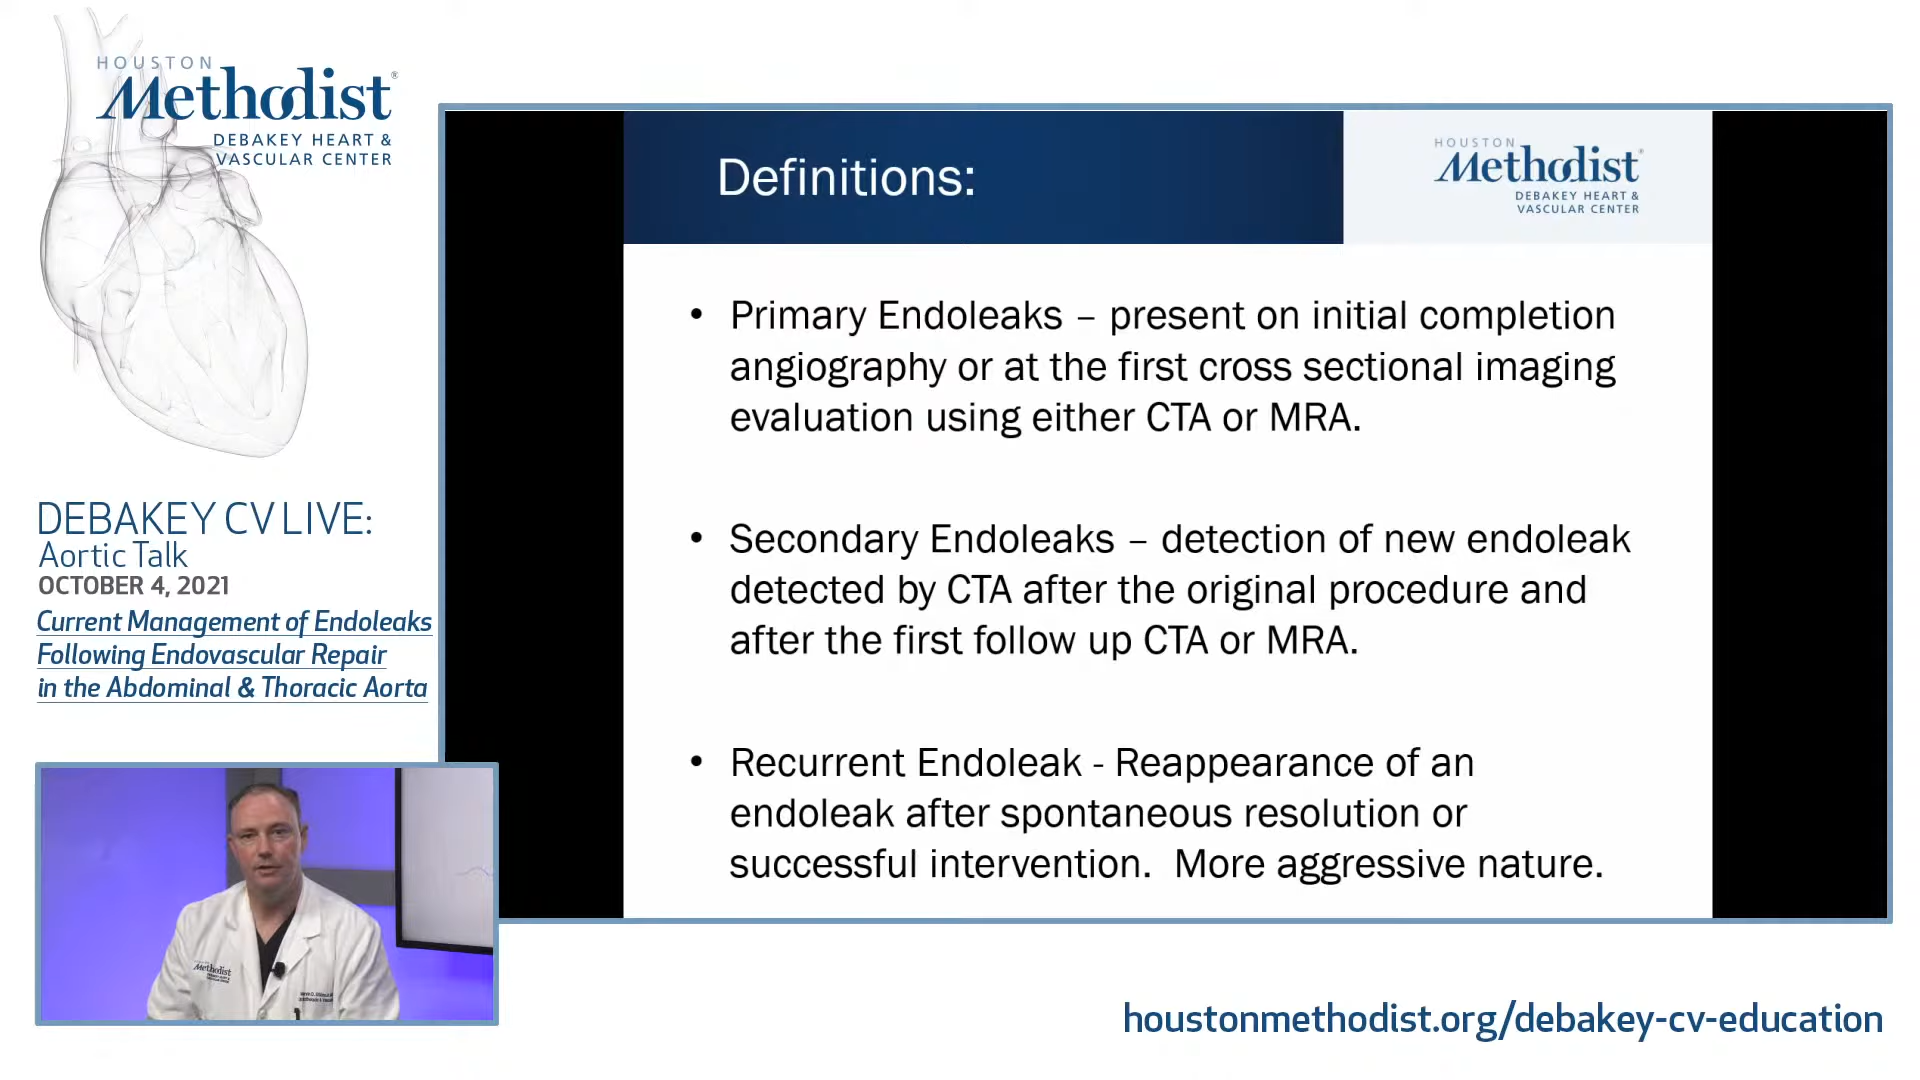 HOUSTON
Methodist
DEBAKEY HEART &
VASCULAR CENTER
DEBAKEY CV LIVE:
Aortic Talk
OCTOBER 4, 2021
Current Management of Endoleaks
Following Endovascular Repair
in the Abdominal & Thoracic Aorta
Definitions:
HOUSTON
Methodist
DEBAKEY HEART &
VASCULAR CENTER
• Primary Endoleaks – present on initial completion
angiography or at the first cross sectional imaging
evaluation using either CTA or MRA.
• Secondary Endoleaks – detection of new endoleak
detected by CTA after the original procedure and
after the first follow up CTA or MRA.
• Recurrent Endoleak - Reappearance of an
endoleak after spontaneous resolution or
successful intervention. More aggressive nature.
Methodist
houstonmethodist.org/debakey-cv-education